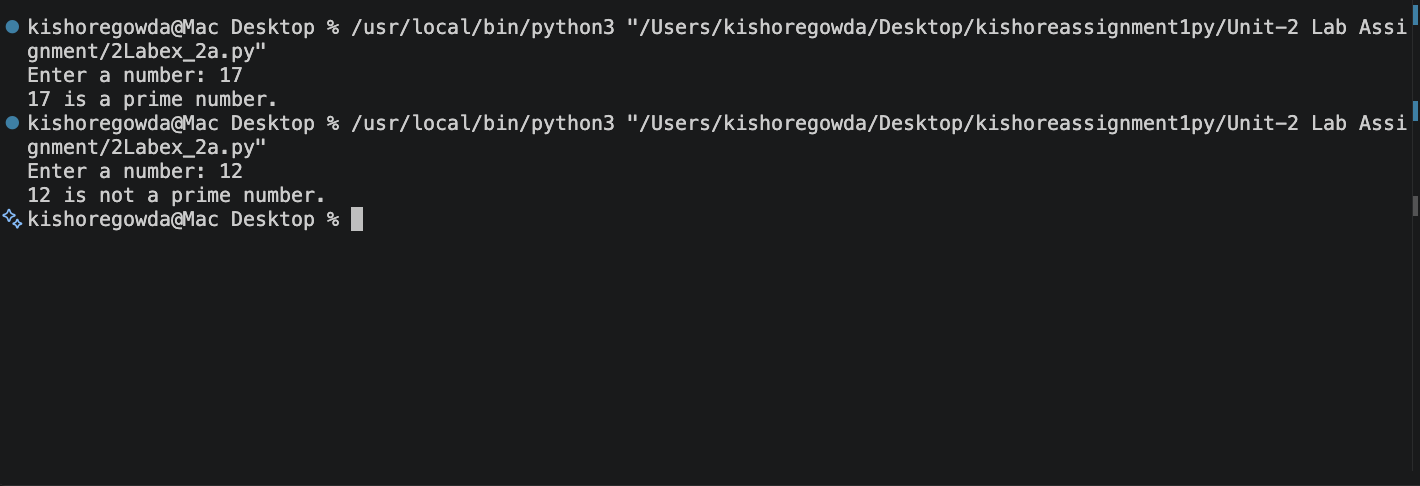 kishoregowda@Mac Desktop % /usr/local/bin/python3 "/Users/kishoregowda/Desktop/kishoreassignment1py/Unit-2 Lab Assi
gnment/2Labex_2a.py"
Enter a number: 17
17 is a prime number.
kishoregowda@Mac Desktop % /usr/local/bin/python3 "/Users/kishoregowda/Desktop/kishoreassignment1py/Unit-2 Lab Assi
gnment/2Labex_2a.py"
Enter a number: 12
12 is not a prime number.
kishoregowda@Mac Desktop %